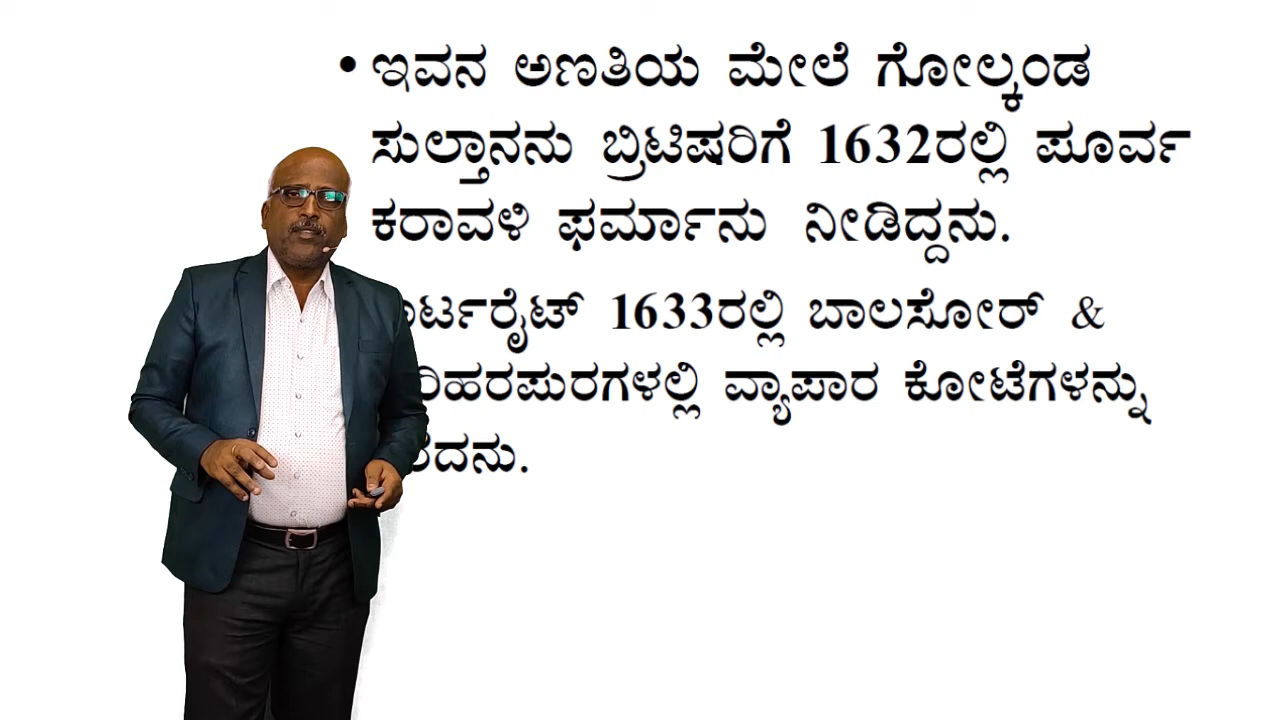 • ಇವನ ಅಣತಿಯ ಮೇಲೆ ಗೋಲ್ಕಂಡ
ಸುಲ್ತಾನನು ಬ್ರಿಟಿಷರಿಗೆ 1632ರಲ್ಲಿ ಪೂರ್ವ
ಕರಾವಳಿ ಫರ್ಮಾನು ನೀಡಿದ್ದನು.
1633ರಲ್ಲಿ ಬಾಲಸೋರ್ &
ವ್ಯಾಪಾರ ಕೋಟೆಗಳನ್ನು